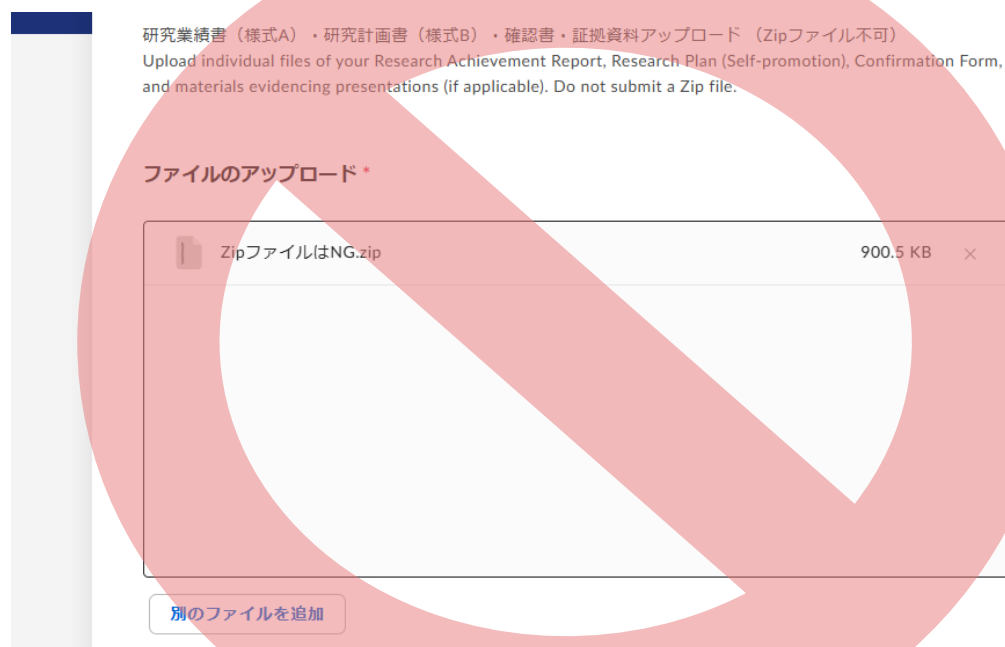 研究業績書（様式A）・研究計画書（様式B）・確認書・証拠資料アップロード （Zipファイル不可）
Upload individual files of your Research Achievement Report, Research Plan (Self-promotion), Confirmation Form,
and materials evidencing presentations (if applicable). Do not submit a Zip file.
ファイルのアップロード *
ZipファイルはNG.zip 900.5 KB ×
別のファイルを追加